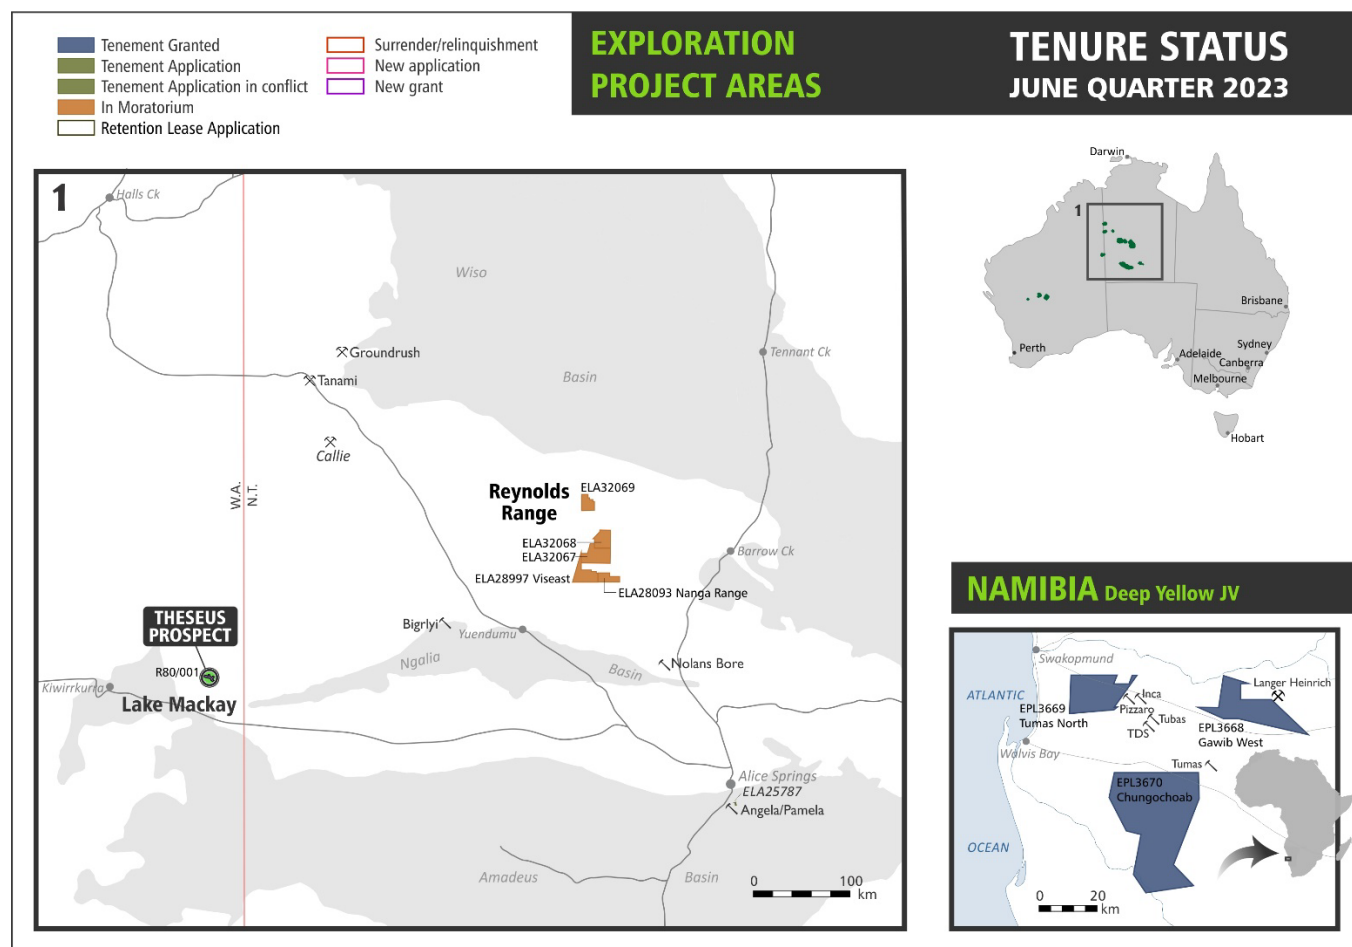 Tenement Granted
Tenement Application
Tenement Application in conflict
In Moratorium
Retention Lease Application
Surrender/relinquishment
New application
New grant
EXPLORATION
PROJECT AREAS
TENURE STATUS
JUNE QUARTER 2023
1
Halls Ck
Wiso
Groundrush
Tanami
Basin
Tennant Ck
Callie
W.A.
N.T.
Reynolds
Range
ELA32069
ELA32068
ELA32067
ELA28997 Viseast
ELA28093 Nanga Range
Barrow Ck
THESEUS
PROSPECT
R80/001
Kiwirrkurra
Lake Mackay
Bigrlyi
Yuendumu
Ngalia
Basin
Nolans Bore
Alice Springs
ELA25787
Angela/Pamela
Amadeus
Basin
0 100
km
Darwin
1
Brisbane
Perth
Adelaide
Sydney
Canberra
Melbourne
Hobart
NAMIBIA Deep Yellow JV
Swakopmund
ATLANTIC
EPL3669
Tumas North
Inca
Pizzaro
Tubas
TDS
Langer Heinrich
EPL3668
Gawib West
Walvis Bay
Tumas
EPL3670
Chungochoab
OCEAN
0 20
km